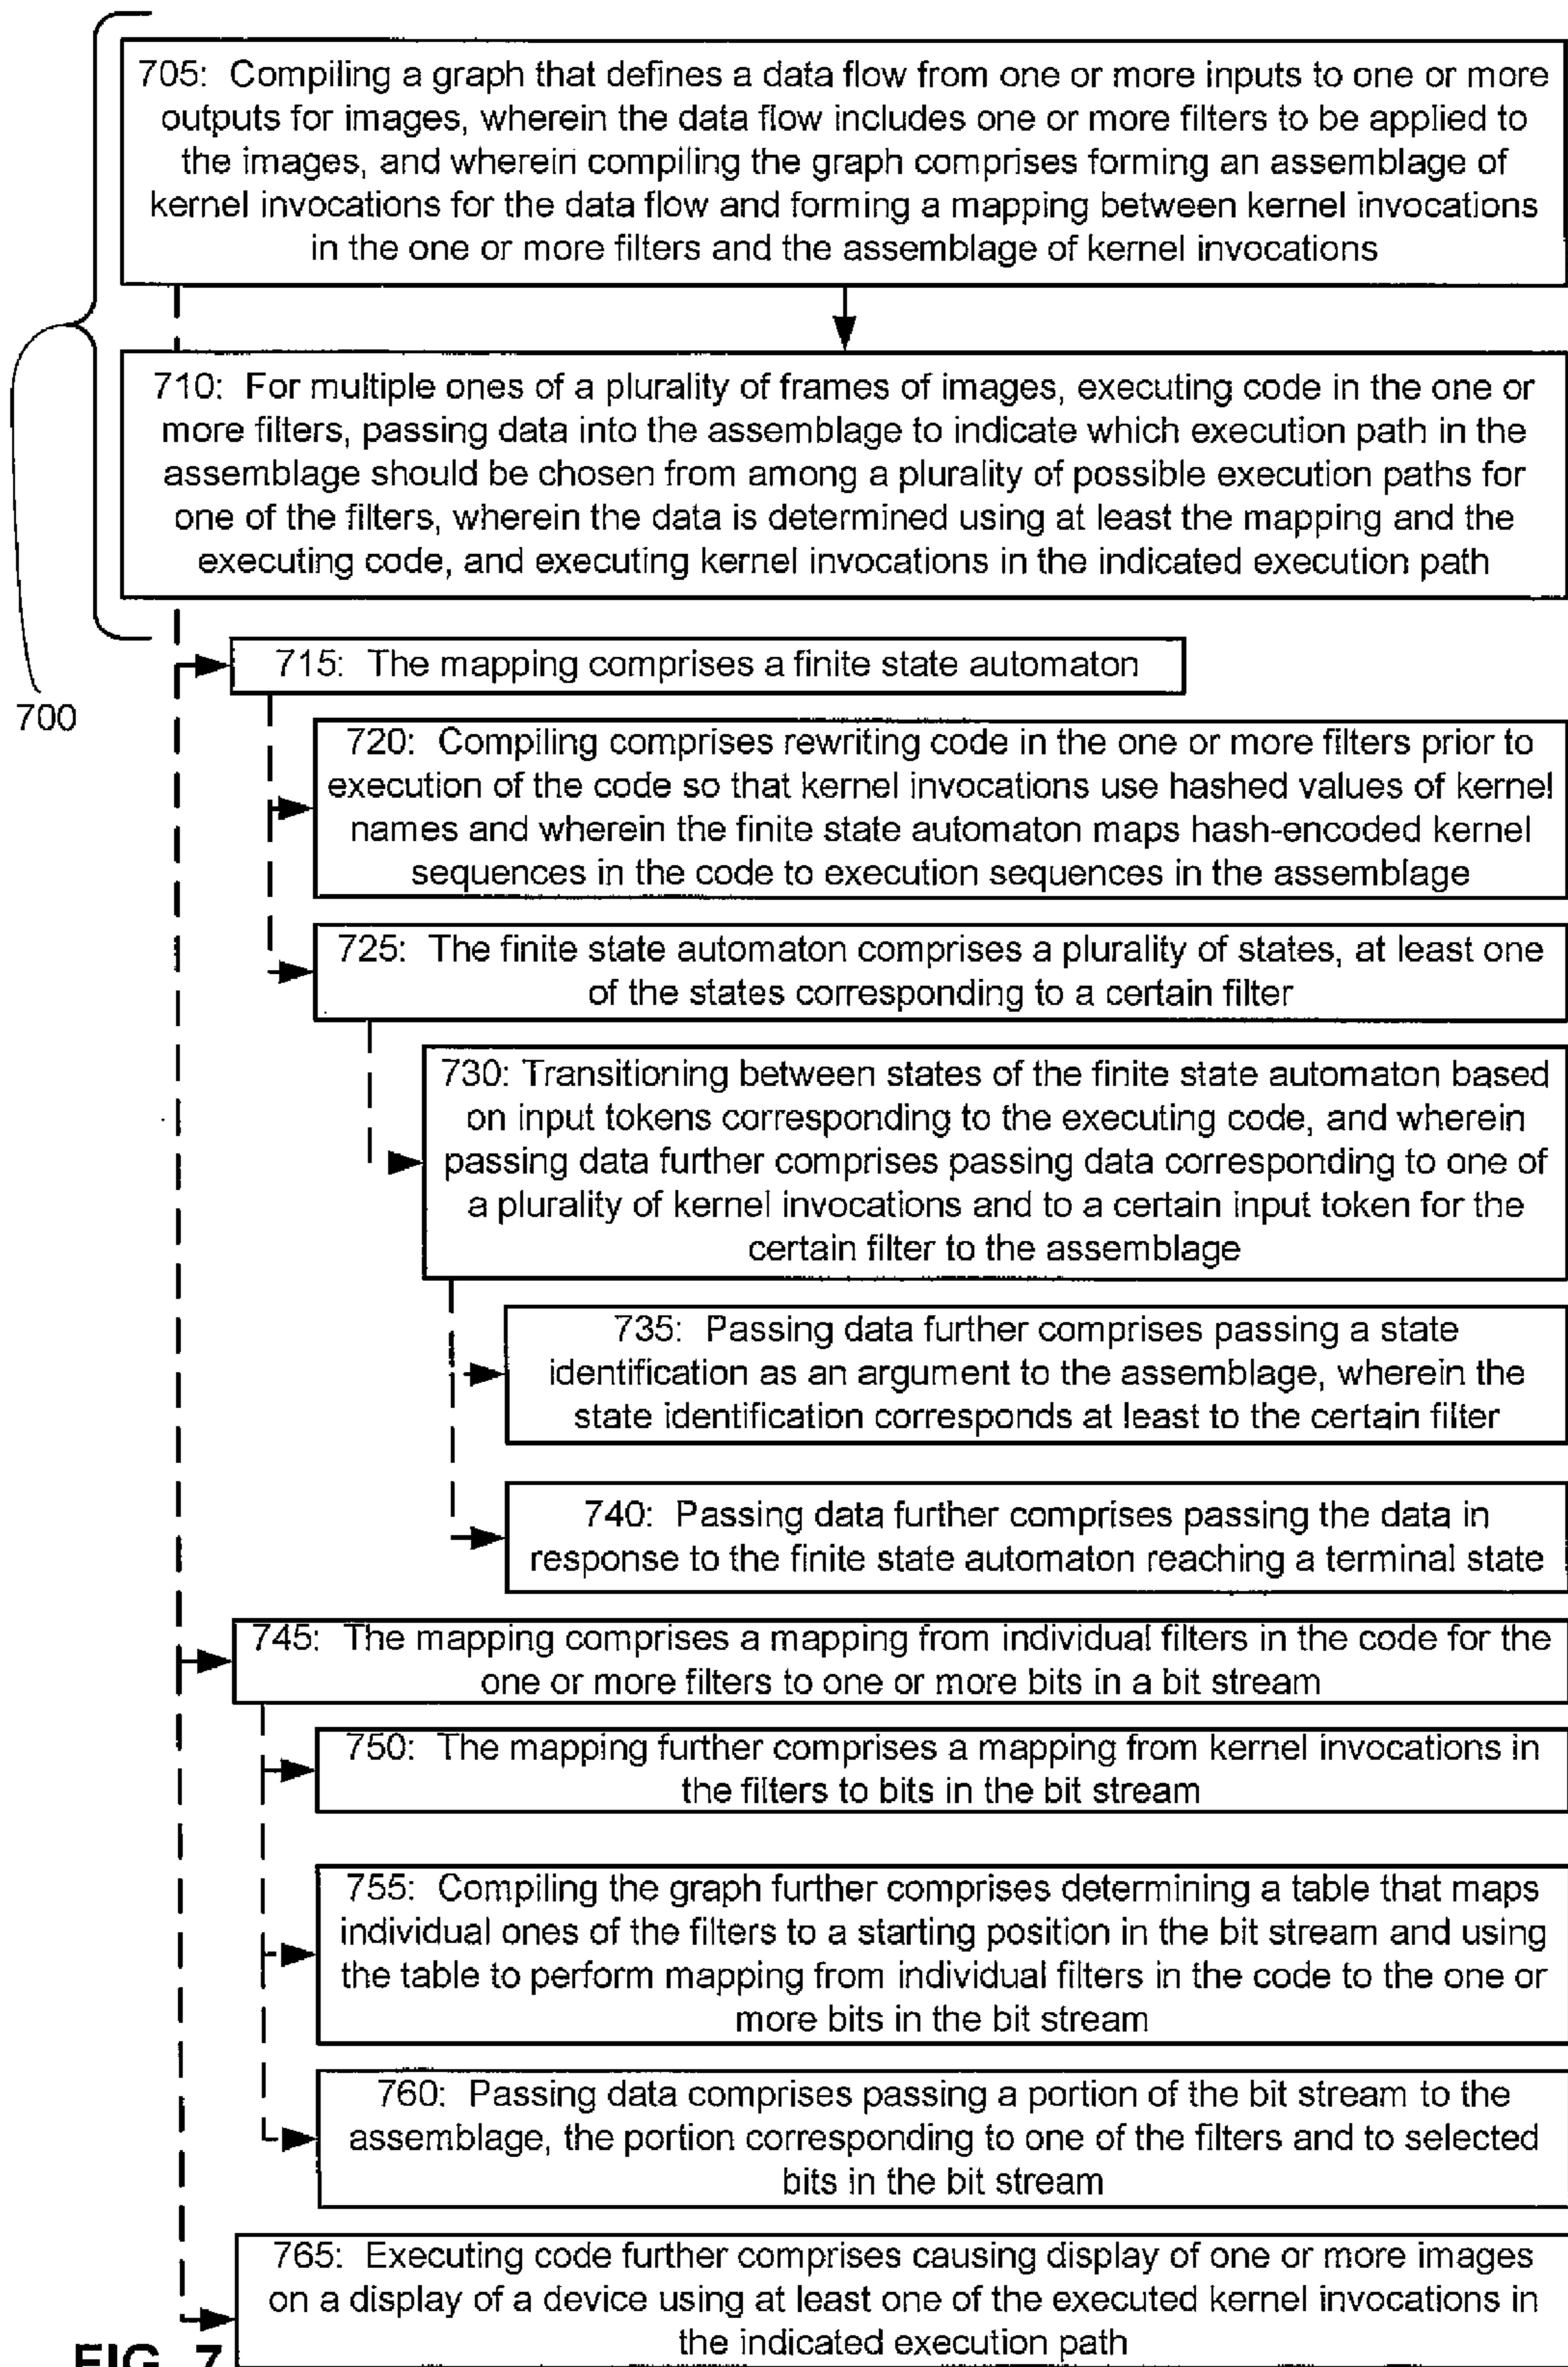 705: Compiling a graph that defines a data flow from one or more inputs to one or more
outputs for images, wherein the data flow includes one or more filters to be applied to
the images, and wherein compiling the graph comprises forming an assemblage of
kernel invocations for the data flow and forming a mapping between kernel invocations
in the one or more filters and the assemblage of kernel invocations
710: For multiple ones of a plurality of frames of images, executing code in the one or
more filters, passing data into the assemblage to indicate which execution path in the
assemblage should be chosen from among a plurality of possible execution paths for
one of the filters, wherein the data is determined using at least the mapping and the
executing code, and executing kernel invocations in the indicated execution path
700
715: The mapping comprises a finite state automaton
720: Compiling comprises rewriting code in the one or more filters prior to
execution of the code so that kernel invocations use hashed values of kernel
names and wherein the finite state automaton maps hash-encoded kernel
sequences in the code to execution sequences in the assemblage
725: The finite state automaton comprises a plurality of states, at least one
of the states corresponding to a certain filter
730: Transitioning between states of the finite state automaton based
on input tokens corresponding to the executing code, and wherein
passing data further comprises passing data corresponding to one of
a plurality of kernel invocations and to a certain input token for the
certain filter to the assemblage
735: Passing data further comprises passing a state
identification as an argument to the assemblage, wherein the
state identification corresponds at least to the certain filter
740: Passing data further comprises passing the data in
response to the finite state automaton reaching a terminal state
745: The mapping comprises a mapping from individual filters in the code for the
one or more filters to one or more bits in a bit stream
750: The mapping further comprises a mapping from kernel invocations in
the filters to bits in the bit stream
755: Compiling the graph further comprises determining a table that maps
individual ones of the filters to a starting position in the bit stream and using
the table to perform mapping from individual filters in the code to the one or
more bits in the bit stream
760: Passing data comprises passing a portion of the bit stream to the
assemblage, the portion corresponding to one of the filters and to selected
bits in the bit stream
765: Executing code further comprises causing display of one or more images
on a display of a device using at least one of the executed kernel invocations in
the indicated execution path
FIG. 7